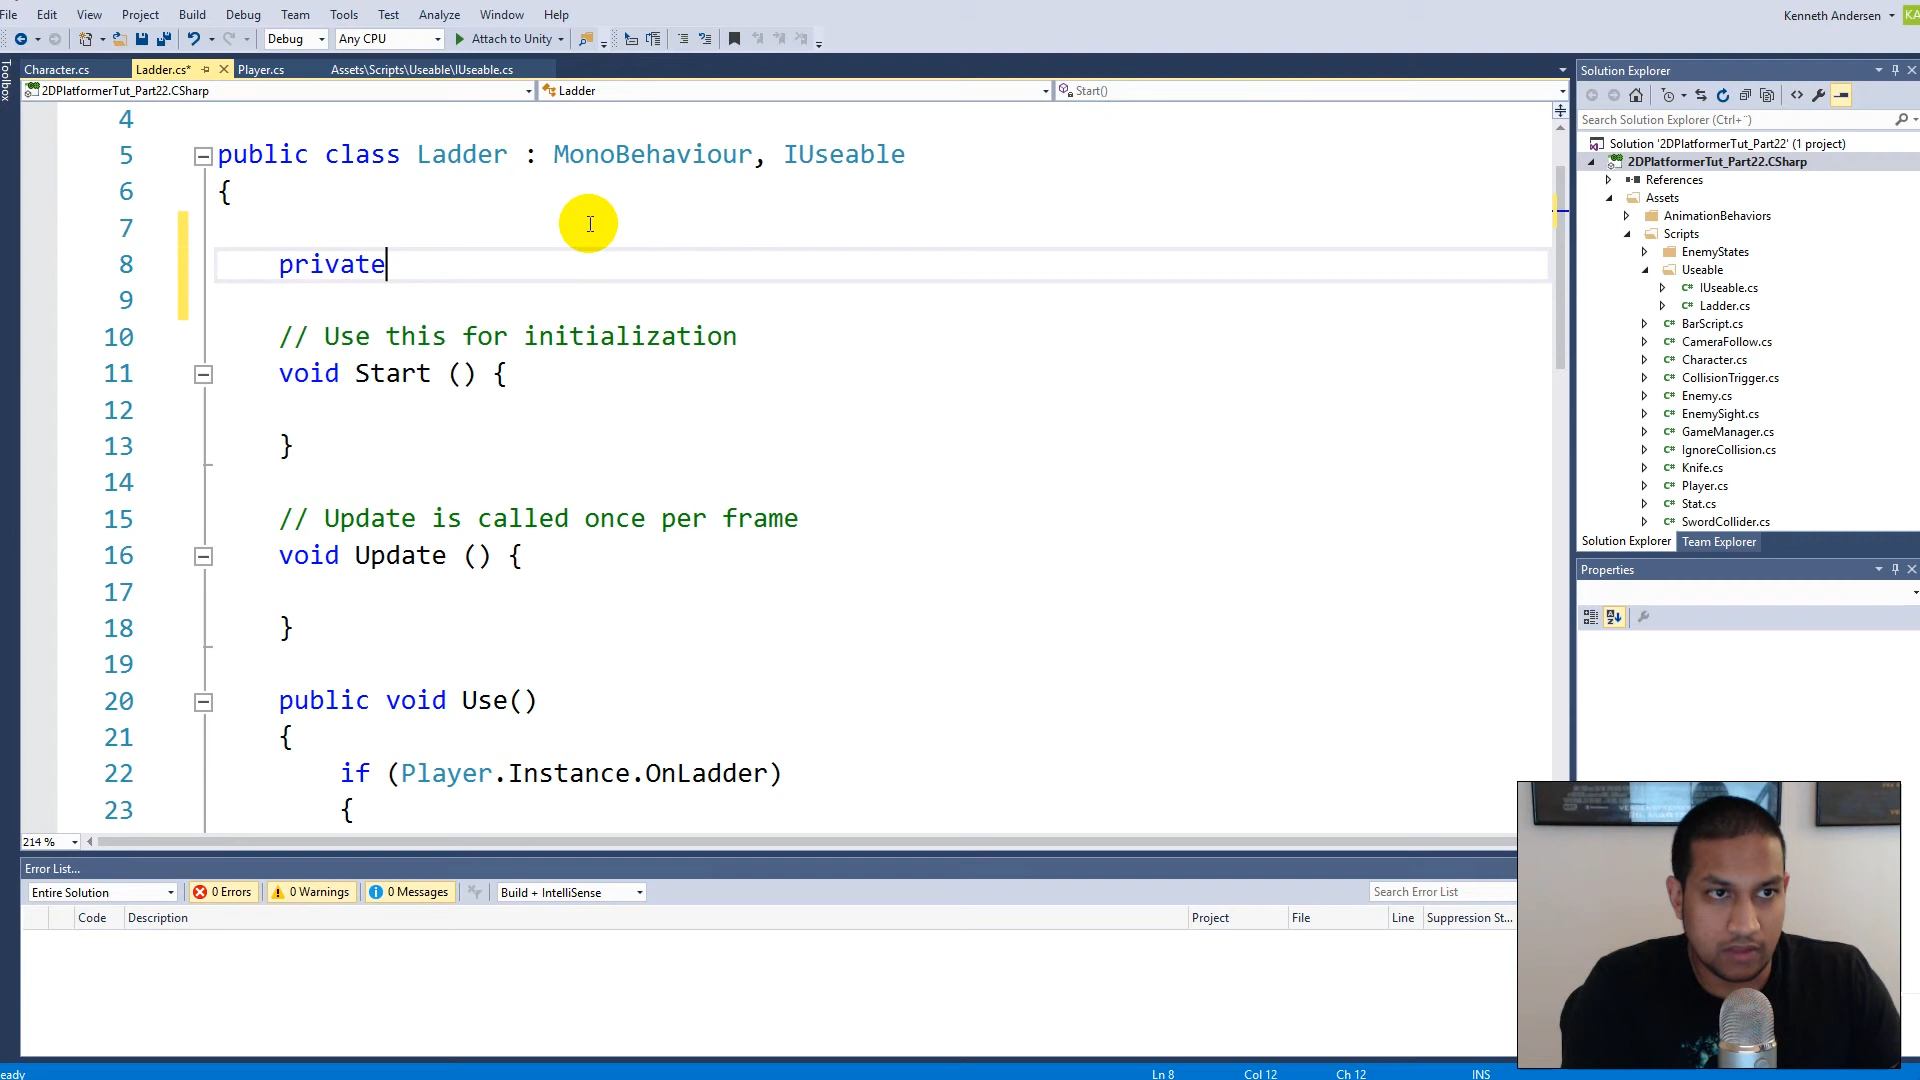 File Edit View Project Build Debug Team Tools Test Analyze Window Help
Kenneth Andersen
KA
Debug Any CPU Attach to Unity
Toolbox
Character.cs Ladder.cs* Player.cs Assets\Scripts\Useable\IUseable.cs
2DPlatformerTut_Part22.CSharp Ladder Start()
4
5 public class Ladder : MonoBehaviour, IUseable
6 {
7
8 private
9
10 // Use this for initialization
11 void Start () {
12
13 }
14
15 // Update is called once per frame
16 void Update () {
17
18 }
19
20 public void Use()
21 {
22 if (Player.Instance.OnLadder)
23 {
214 %
Solution Explorer
Search Solution Explorer (Ctrl+¨)
Solution '2DPlatformerTut_Part22' (1 project)
2DPlatformerTut_Part22.CSharp
References
Assets
AnimationBehaviors
Scripts
EnemyStates
Useable
IUseable.cs
Ladder.cs
BarScript.cs
CameraFollow.cs
Character.cs
CollisionTrigger.cs
Enemy.cs
EnemySight.cs
GameManager.cs
IgnoreCollision.cs
Knife.cs
Player.cs
Stat.cs
SwordCollider.cs
Solution Explorer Team Explorer
Properties
Error List...
Entire Solution 0 Errors 0 Warnings 0 Messages Build + IntelliSense Search Error List
Code Description Project File Line Suppression St...
eady Ln 8 Col 12 Ch 12 INS